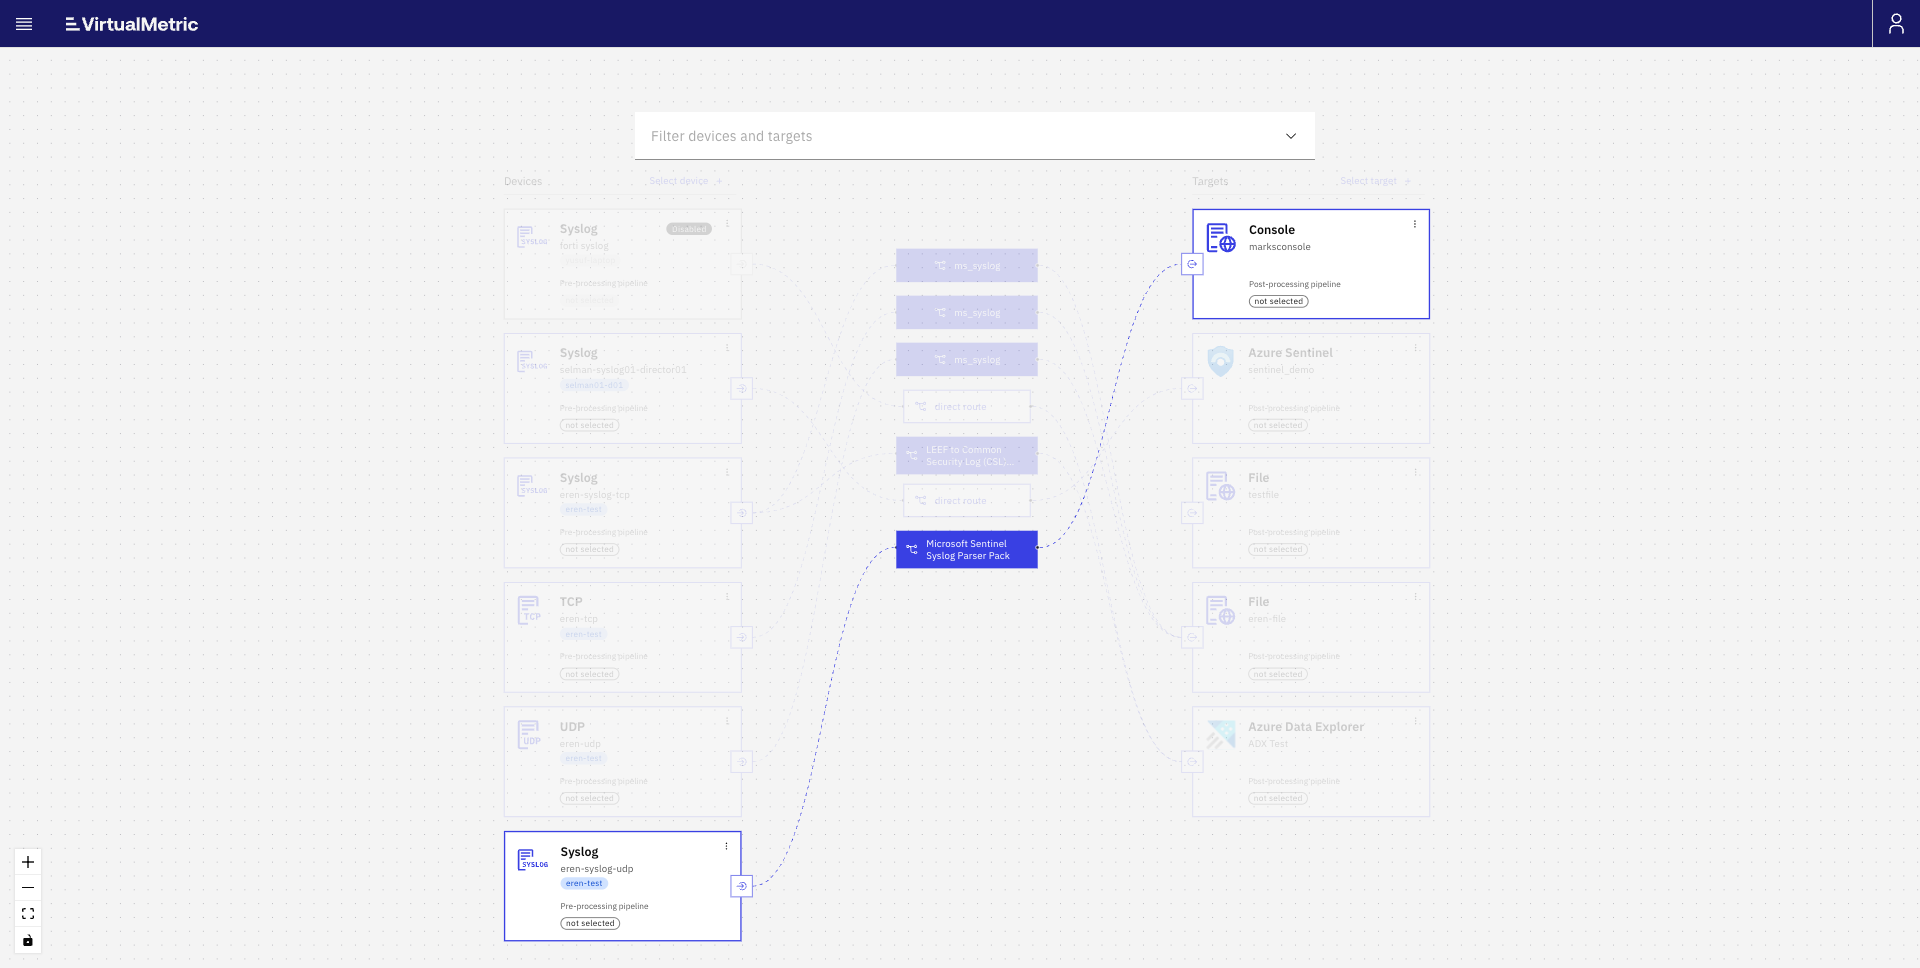 VirtualMetric
Filter devices and targets
Devices
Select device +
Targets
Select target +
Syslog
Disabled
forti syslog
Pre-processing pipeline
Syslog
selman-syslog01-director01
selman01-d01
Pre-processing pipeline
not selected
Syslog
eren-syslog-tcp
eren-test
Pre-processing pipeline
not selected
TCP
eren-tcp
eren-test
Pre-processing pipeline
not selected
UDP
eren-udp
eren-test
Pre-processing pipeline
not selected
Syslog
eren-syslog-udp
eren-test
Pre-processing pipeline
not selected
ms_syslog
ms_syslog
ms_syslog
direct route
LEEF to Common
Security Log (CSL)...
direct route
Microsoft Sentinel
Syslog Parser Pack
Console
marksconsole
Post-processing pipeline
not selected
Azure Sentinel
sentinel_demo
Post-processing pipeline
not selected
File
testfile
Post-processing pipeline
not selected
File
eren-file
Post-processing pipeline
not selected
Azure Data Explorer
ADX Test
Post-processing pipeline
not selected
SYSLOG
SYSLOG
SYSLOG
TCP
UDP
SYSLOG